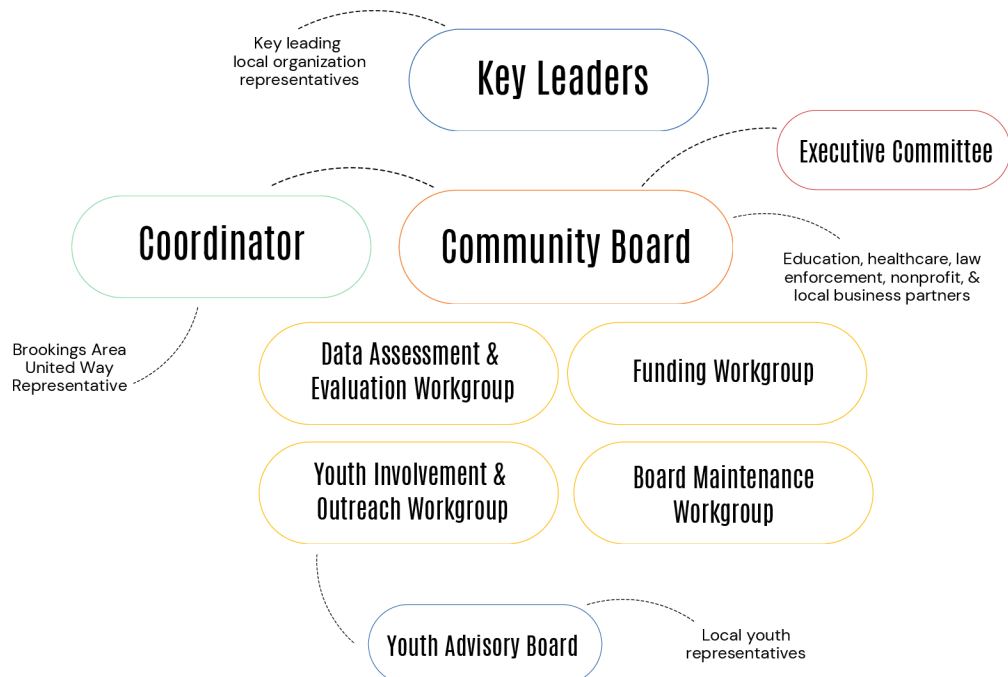 Key leading
local organization
representatives
Key Leaders
Executive Committee
Coordinator
Community Board
Education, healthcare, law
enforcement, nonprofit, &
local business partners
Brookings Area
United Way
Representative
Data Assessment &
Evaluation Workgroup
Funding Workgroup
Youth Involvement &
Outreach Workgroup
Board Maintenance
Workgroup
Youth Advisory Board
Local youth
representatives